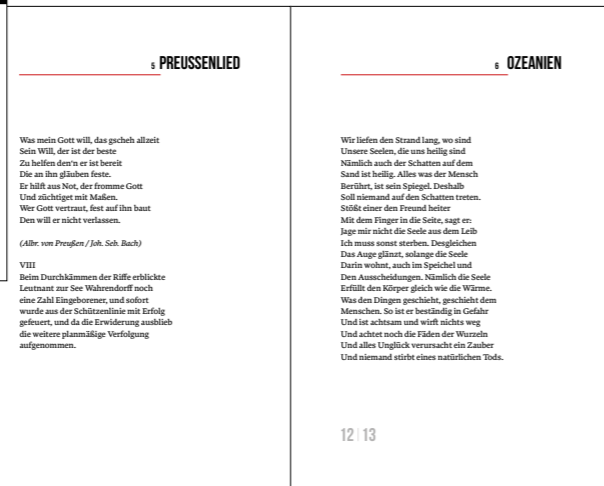 5 PREUSSENLIED
Was mein Gott will, das gscheh allzeit
Sein Will, der ist der beste
Zu helfen den'n er ist bereit
Die an ihn gläuben feste.
Er hilft aus Not, der fromme Gott
Und züchtiget mit Maßen.
Wer Gott vertraut, fest auf ihn baut
Den will er nicht verlassen.
(Albr. von Preußen / Joh. Seb. Bach)
VIII
Beim Durchkämmen der Riffe erblickte
Leutnant zur See Wahrendorff noch
eine Zahl Eingeborener, und sofort
wurde aus der Schützenlinie mit Erfolg
gefeuert, und da die Erwiderung ausblieb
die weitere planmäßige Verfolgung
aufgenommen.
6 OZEANIEN
Wir liefen den Strand lang, wo sind
Unsere Seelen, die uns heilig sind
Nämlich auch der Schatten auf dem
Sand ist heilig. Alles was der Mensch
Berührt, ist sein Spiegel. Deshalb
Soll niemand auf den Schatten treten.
Stößt einer den Freund heiter
Mit dem Finger in die Seite, sagt er:
Jage mir nicht die Seele aus dem Leib
Ich muss sonst sterben. Desgleichen
Das Auge glänzt, solange die Seele
Darin wohnt, auch im Speichel und
Den Ausscheidungen. Nämlich die Seele
Erfüllt den Körper gleich wie die Wärme.
Was den Dingen geschieht, geschieht dem
Menschen. So ist er beständig in Gefahr
Und ist achtsam und wirft nichts weg
Und achtet noch die Fäden der Wurzeln
Und alles Unglück verursacht ein Zauber
Und niemand stirbt eines natürlichen Tods.
12 | 13